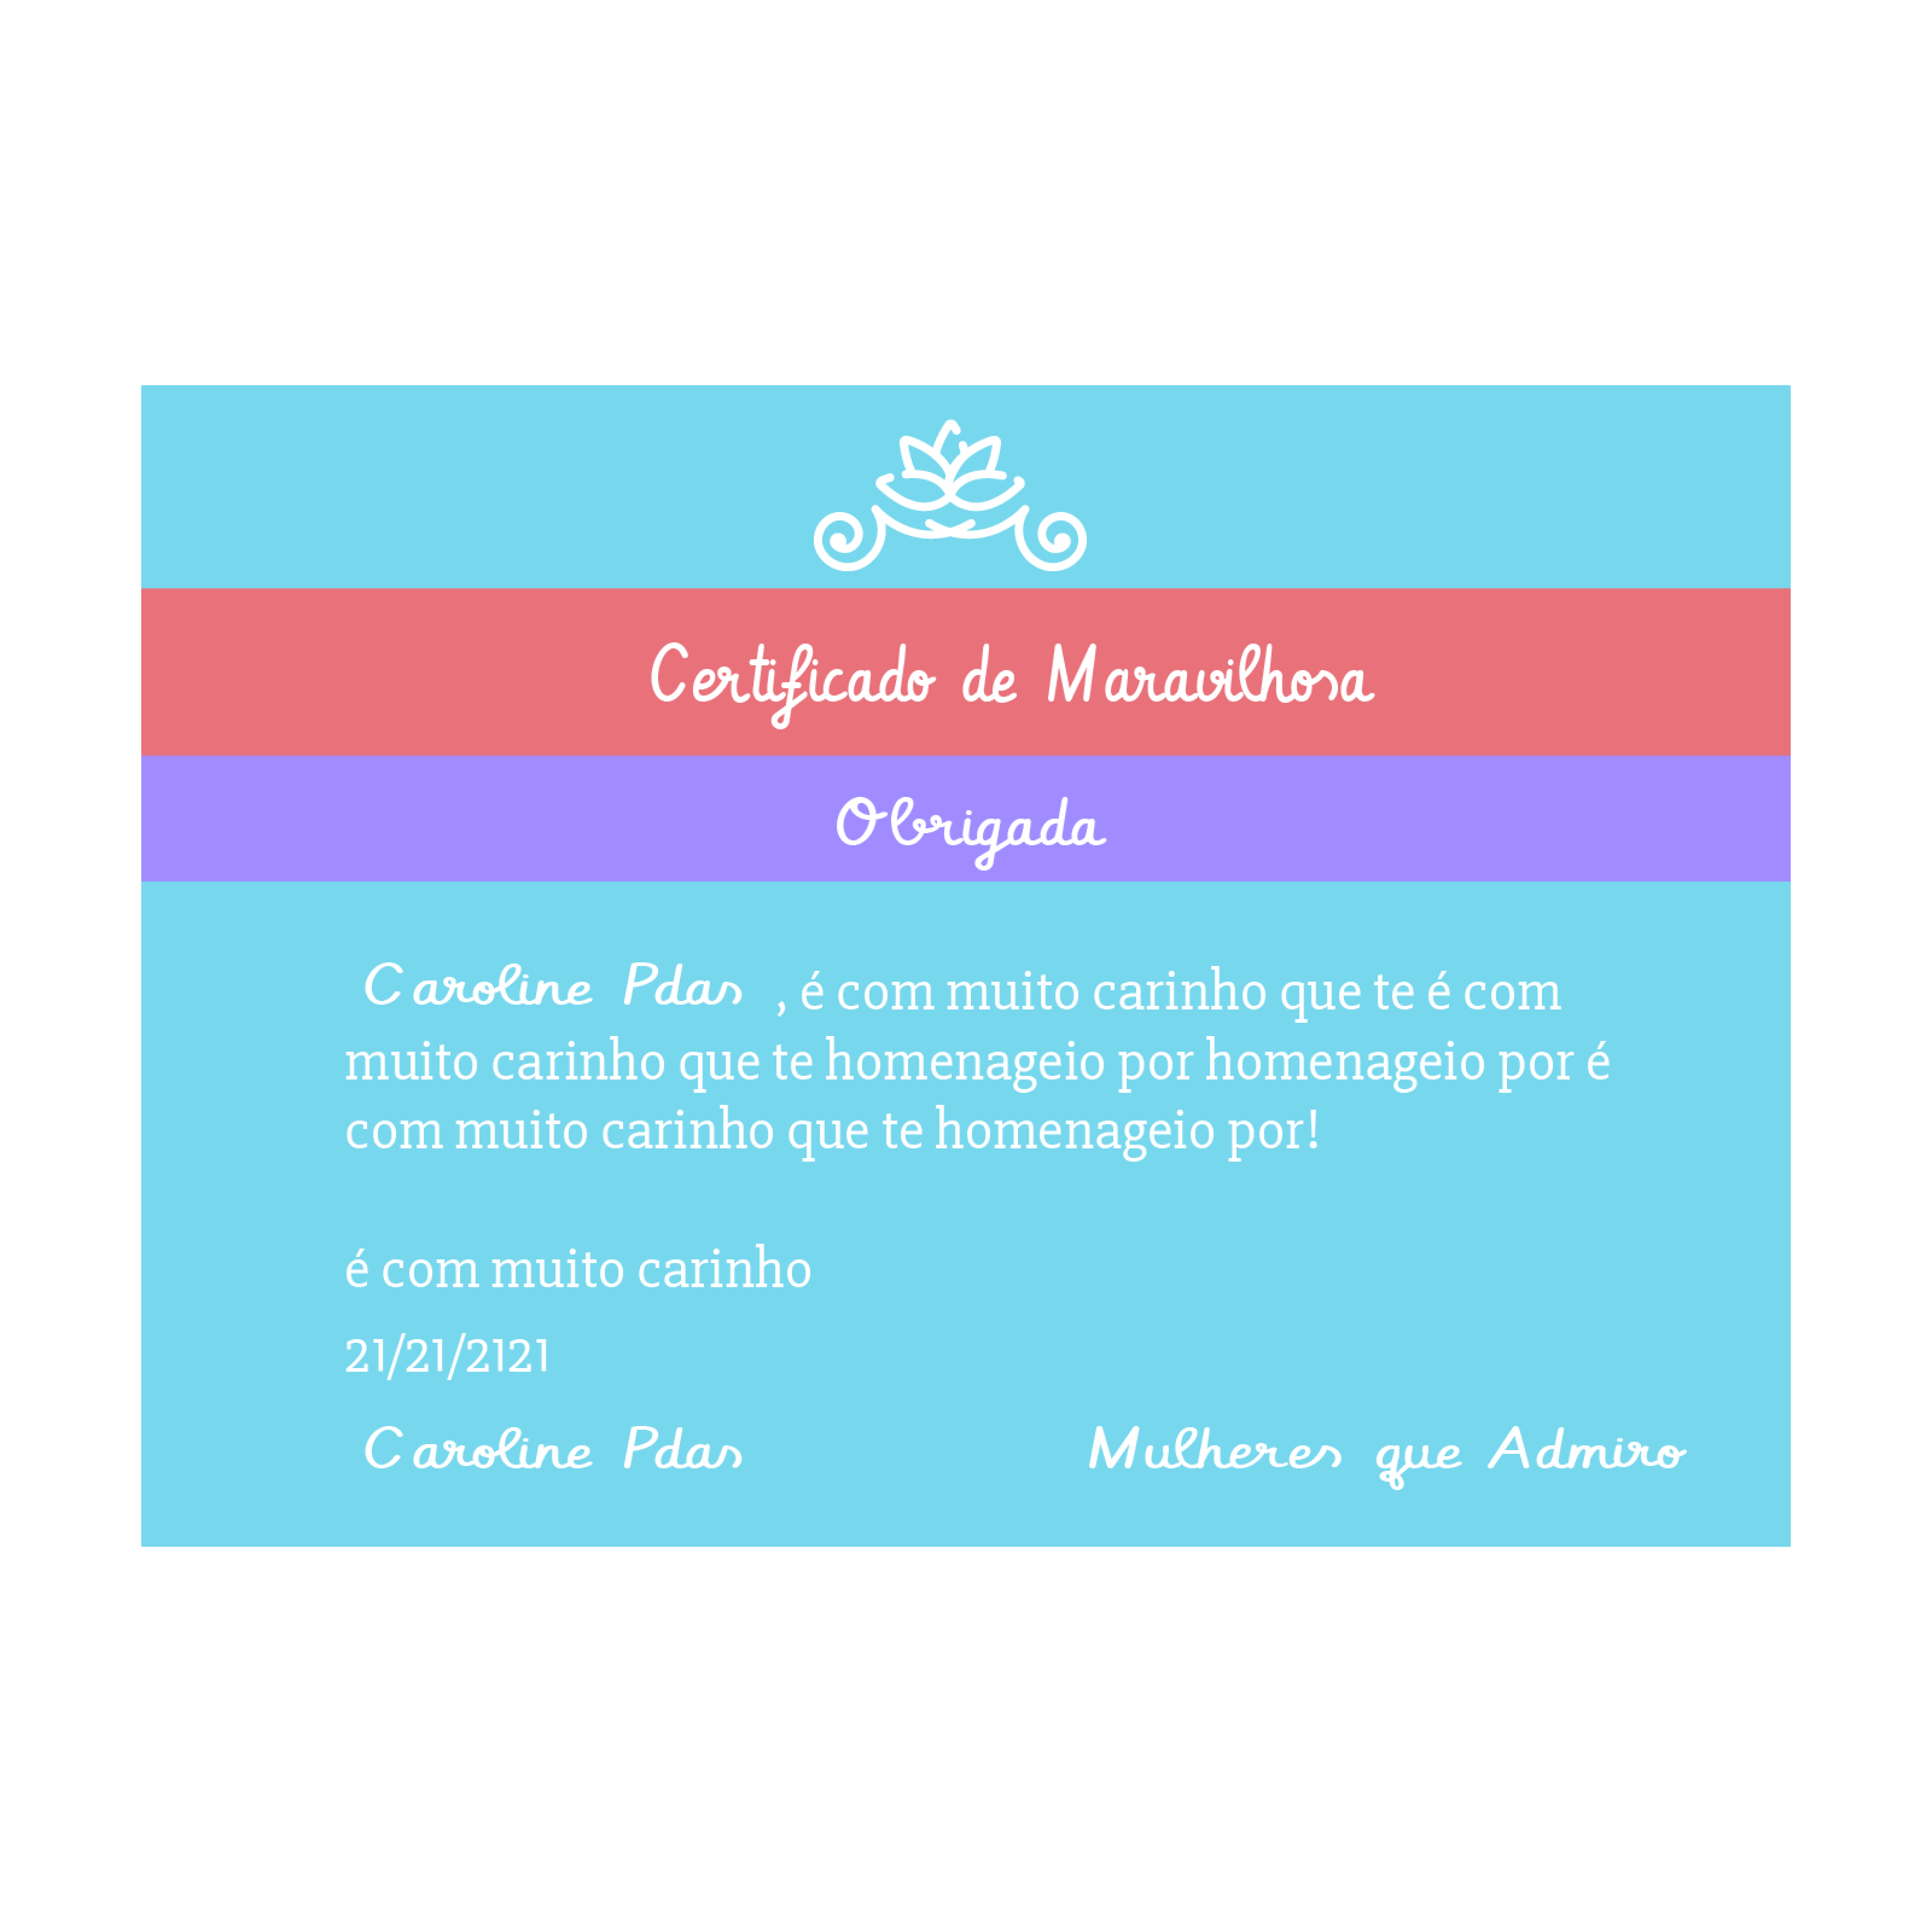 Certificado de Maravilhosa
Obrigada
Caroline Pdas , é com muito carinho que te é com
muito carinho que te homenageio por homenageio por é
com muito carinho que te homenageio por!
é com muito carinho
21/21/2121
Caroline Pdas
Mulheres que Admiro